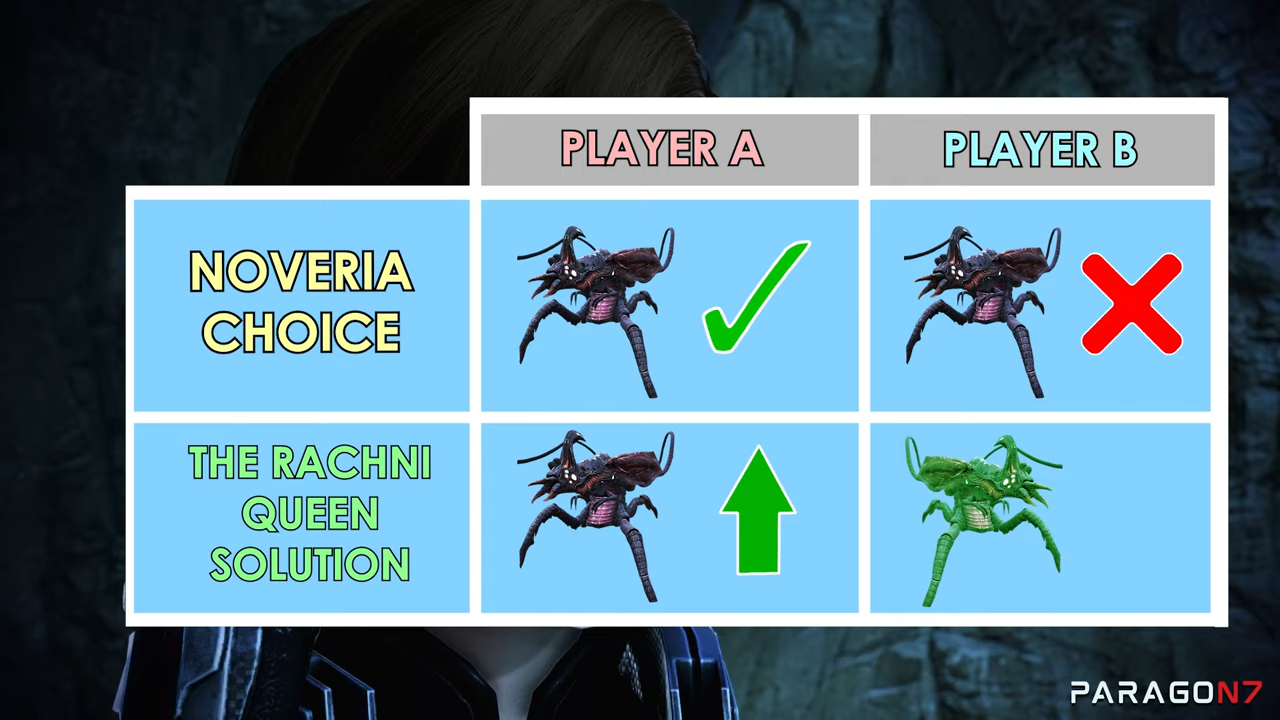 PLAYER A
PLAYER B
NOVERIA
CHOICE
THE RACHNI
QUEEN
SOLUTION
PARAGON7